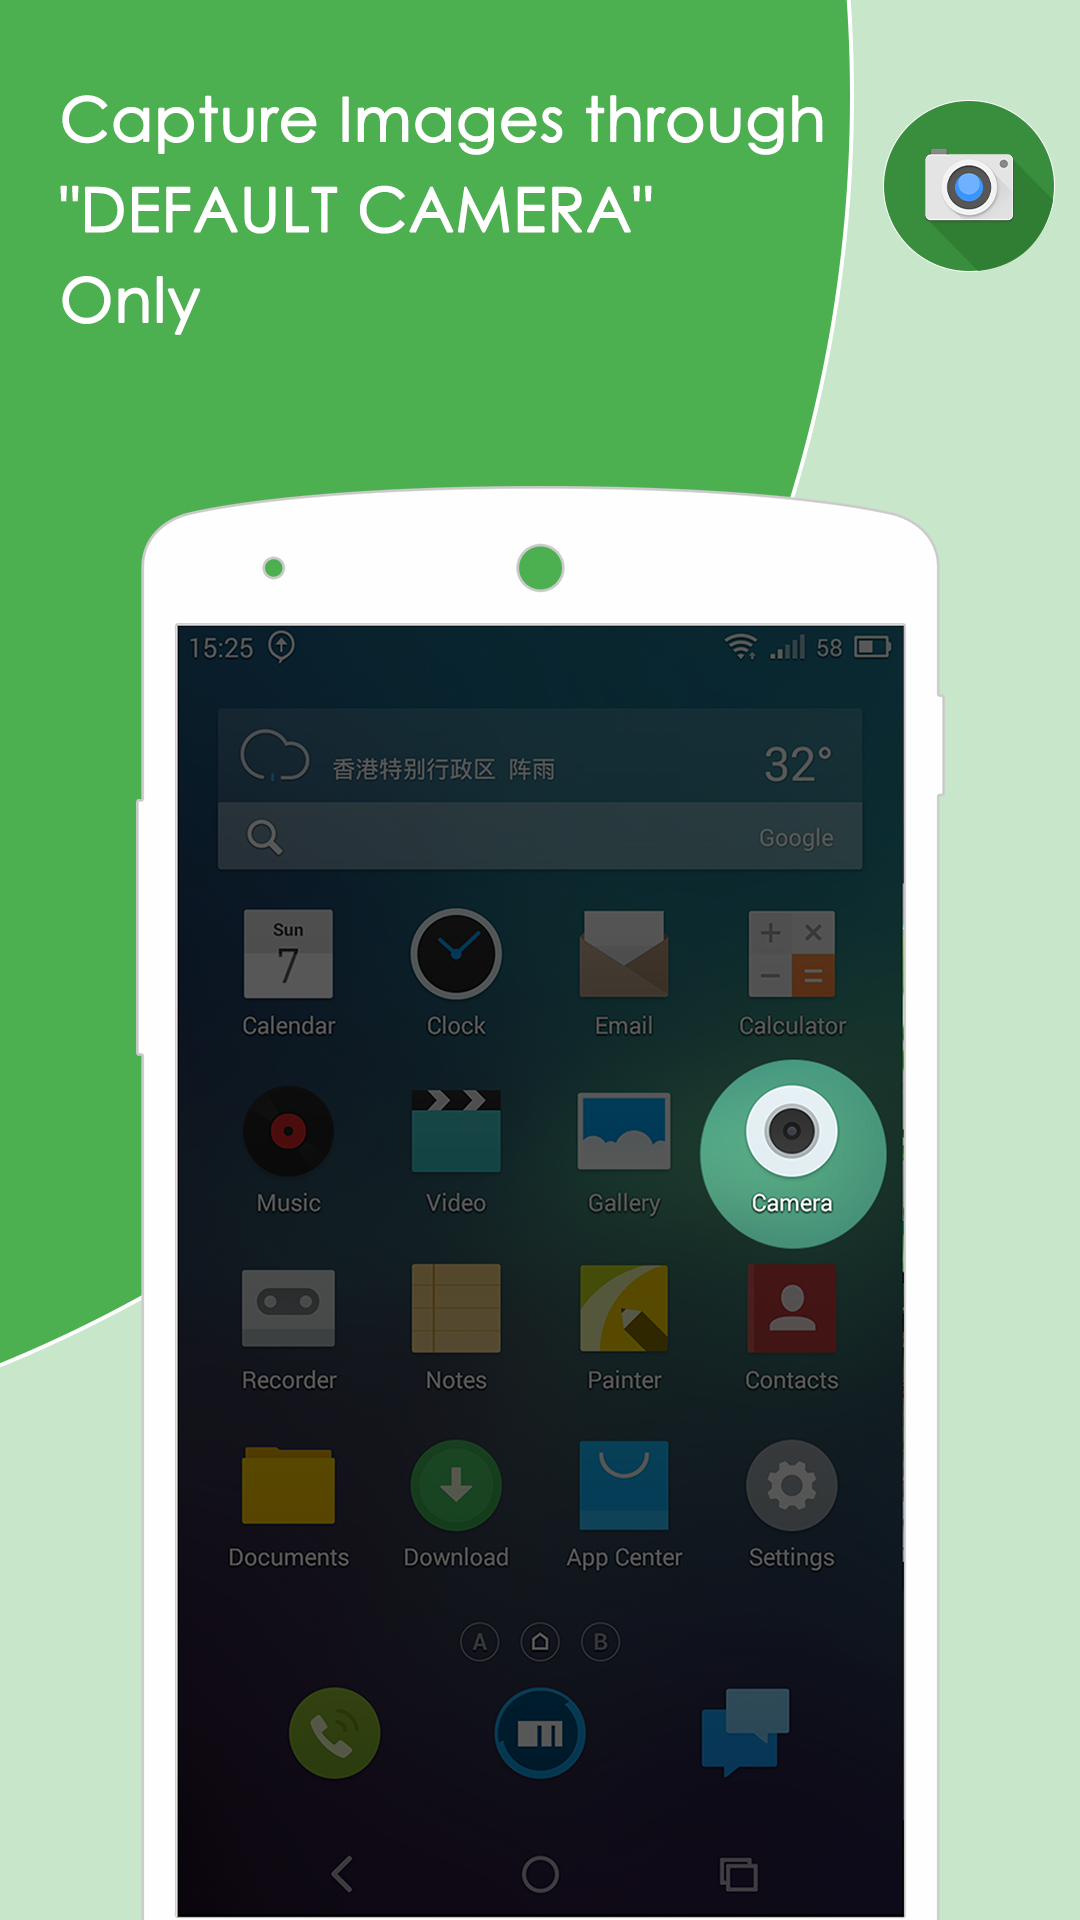 Capture Images through
"DEFAULT CAMERA"
Only
15:25 58
香港特别行政区 阵雨 32°
Google
Sun
7
Calendar Clock Email Calculator
Music Video Gallery Camera
Recorder Notes Painter Contacts
Documents Download App Center Settings
A B